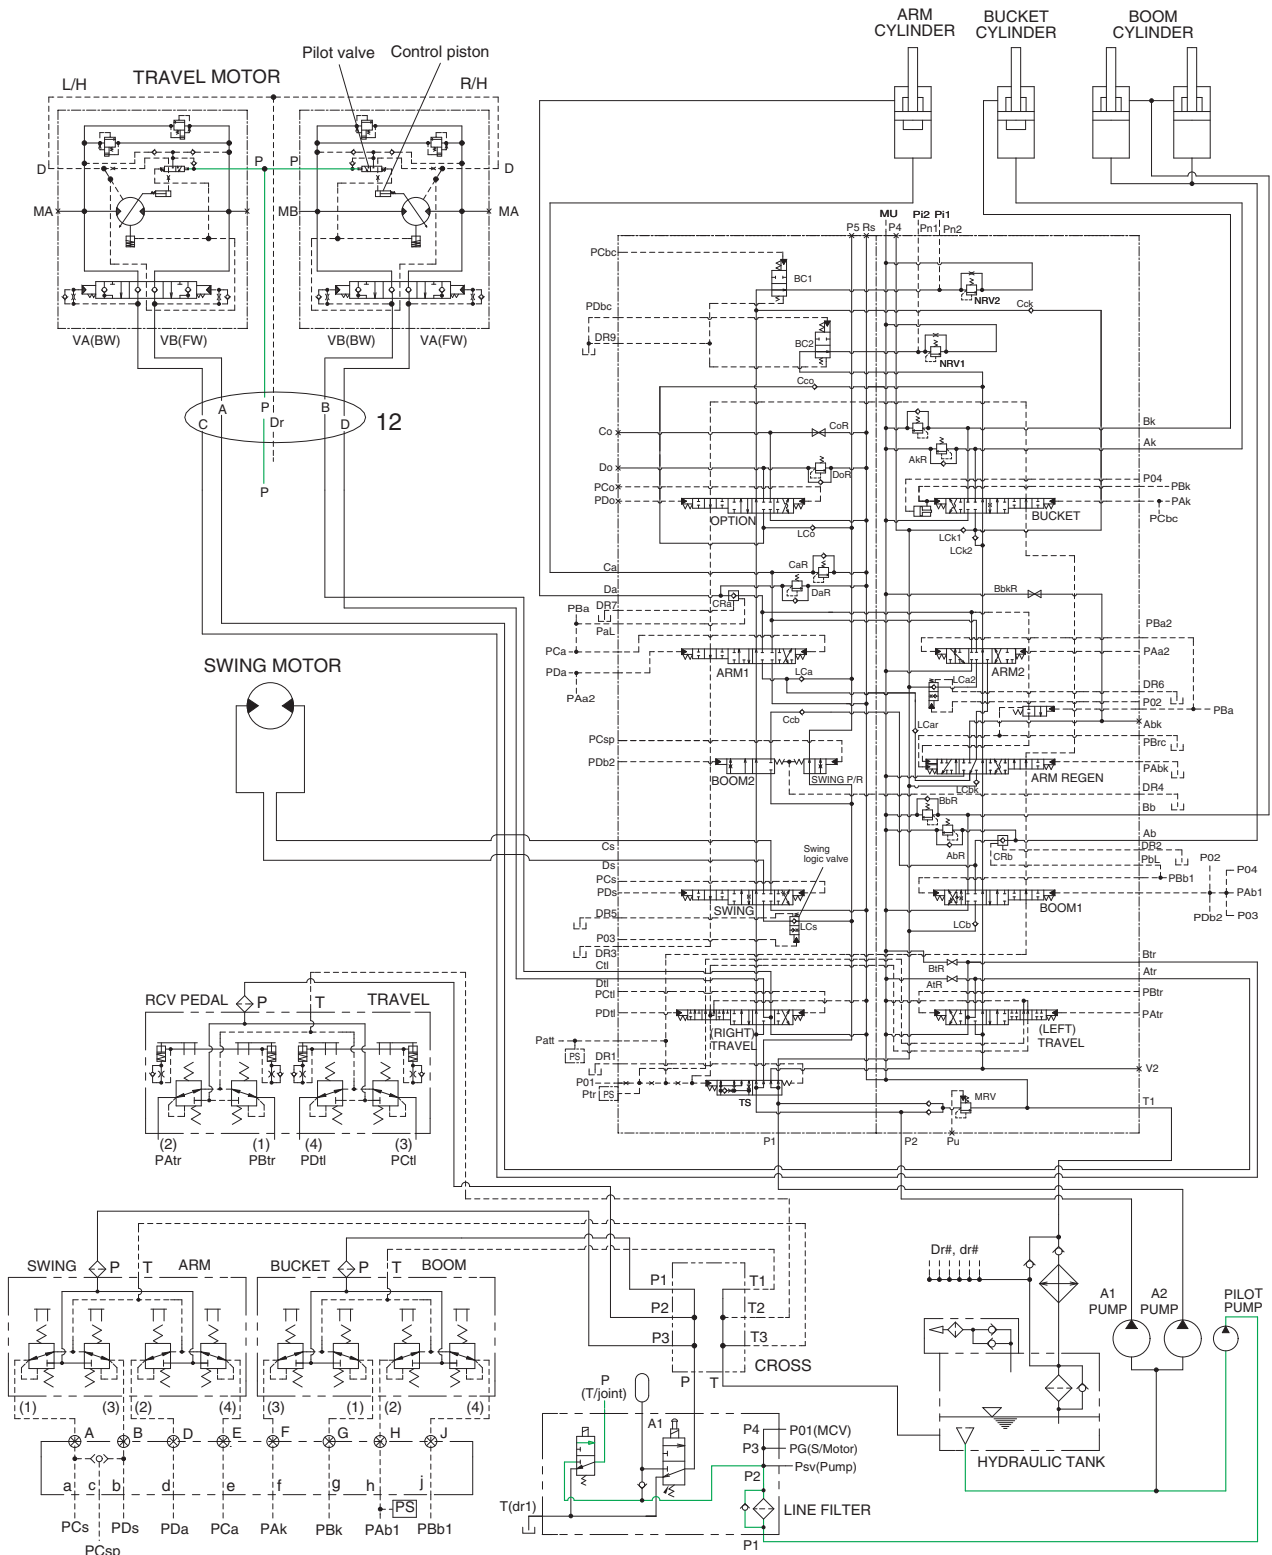 ARM
CYLINDER
BUCKET
CYLINDER
BOOM
CYLINDER
Pilot valve
Control piston
TRAVEL MOTOR
L/H
R/H
D
P
P
D
MA
MB
MA
VA(BW)
VB(FW)
VB(BW)
VA(FW)
C
A
P
Dr
B
D
12
P
SWING MOTOR
P5
Rs
MU
P4
Pi2
Pi1
Pn1
Pn2
PCbc
BC1
NRV2
Cck
PDbc
DR9
BC2
NRV1
Cco
Co
CoR
Bk
Do
DoR
AkR
Ak
PCo
PDo
P04
PBk
PAk
PCbc
OPTION
BUCKET
LCo
LCk1
LCk2
Ca
CaR
Da
DaR
CRa
BbkR
PBa
DR7
PaL
PBa2
PCa
PDa
PAa2
PAa2
ARM1
ARM2
LCa
LCa2
DR6
P02
PBa
Ccb
LCar
Abk
PCsp
PBrc
PDb2
PAbk
BOOM2
SWING P/R
ARM REGEN
LCbk
DR4
BbR
Bb
Ab
AbR
CRb
DR2
PbL
Cs
Ds
Swing
logic valve
PCs
PDs
PBb1
P02
P04
PAb1
PDb2
P03
SWING
BOOM1
DR5
LCs
LCb
P03
DR3
Ctl
Btr
BtR
Atr
AtR
Dtl
PCtl
PBtr
PDtl
PAtr
(RIGHT)
TRAVEL
(LEFT)
TRAVEL
Patt
PS
DR1
P01
Ptr
PS
V2
TS
MRV
T1
P1
P2
Pu
RCV PEDAL
P
T
TRAVEL
(2)
(1)
(4)
(3)
PAtr
PBtr
PDtl
PCtl
SWING
P
T
ARM
BUCKET
P
T
BOOM
(1)
(3)
(2)
(4)
(3)
(1)
(2)
(4)
A
B
D
E
F
G
H
J
a
c
b
d
e
f
g
h
j
PS
PCs
PDs
PDa
PCa
PAk
PBk
PAb1
PBb1
PCsp
P1
P2
P3
T1
T2
T3
CROSS
P
T
P
(T/joint)
A1
P4
P01(MCV)
P3
PG(S/Motor)
Psv(Pump)
P2
T(dr1)
LINE FILTER
P1
Dr#, dr#
A1
PUMP
A2
PUMP
PILOT
PUMP
HYDRAULIC TANK